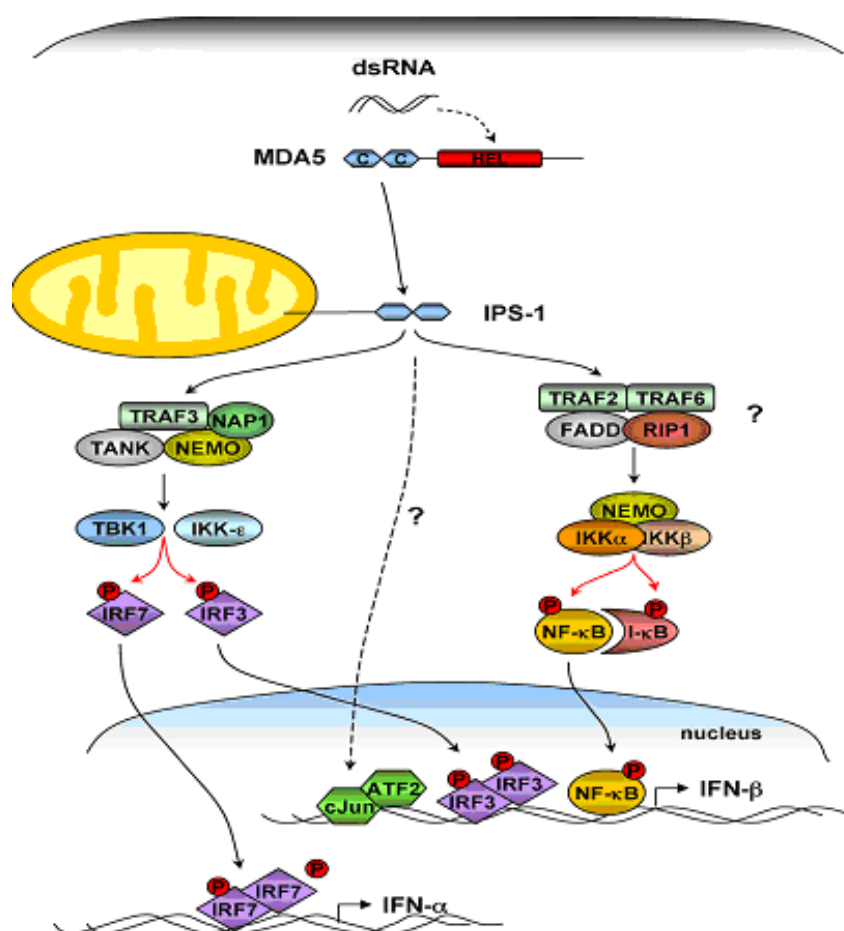 dsRNA
MDA5
C C HEL
IPS-1
TRAF3 NAP1
TANK NEMO
TRAF2 TRAF6
FADD RIP1
?
TBK1 IKK-ε
?
NEMO
IKKα IKKβ
P P
IRF7 IRF3
P P
NF-κB I-κB
nucleus
P P P
cJun ATF2 IRF3 IRF3 NF-κB IFN-β
P P
IRF7 IRF7 IFN-α